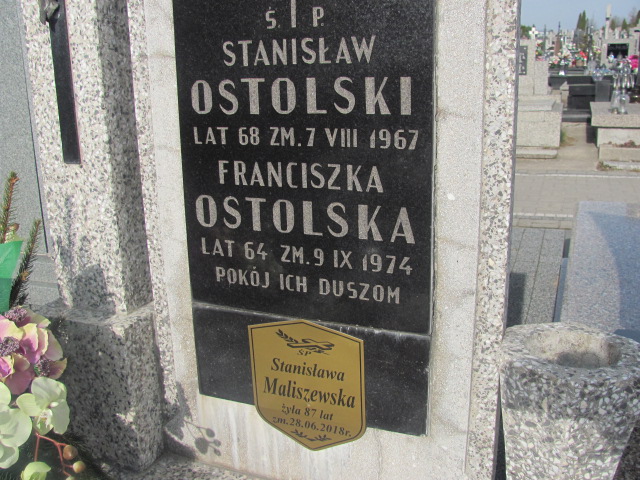 Ś. P.
STANISŁAW
OSTOLSKI
LAT 68 ZM. 7 VIII 1967
FRANCISZKA
OSTOLSKA
LAT 64 ZM. 9 IX 1974
POKÓJ ICH DUSZOM
Ś.P.
Stanisława
Maliszewska
żyła 87 lat
zm.28.06.2018r.